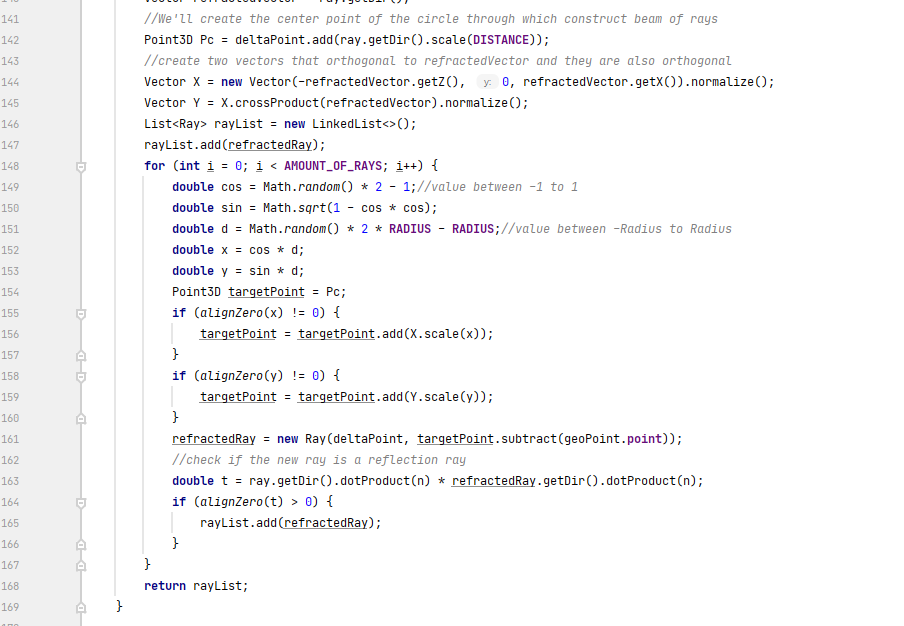 141 //We'll create the center point of the circle through which construct beam of rays
142 Point3D Pc = deltaPoint.add(ray.getDir().scale(DISTANCE));
143 //create two vectors that orthogonal to refractedVector and they are also orthogonal
144 Vector X = new Vector(-refractedVector.getZ(), y: 0, refractedVector.getX()).normalize();
145 Vector Y = X.crossProduct(refractedVector).normalize();
146 List<Ray> rayList = new LinkedList<>();
147 rayList.add(refractedRay);
148 for (int i = 0; i < AMOUNT_OF_RAYS; i++) {
149 double cos = Math.random() * 2 - 1;//value between -1 to 1
150 double sin = Math.sqrt(1 - cos * cos);
151 double d = Math.random() * 2 * RADIUS - RADIUS;//value between -Radius to Radius
152 double x = cos * d;
153 double y = sin * d;
154 Point3D targetPoint = Pc;
155 if (alignZero(x) != 0) {
156 targetPoint = targetPoint.add(X.scale(x));
157 }
158 if (alignZero(y) != 0) {
159 targetPoint = targetPoint.add(Y.scale(y));
160 }
161 refractedRay = new Ray(deltaPoint, targetPoint.subtract(geoPoint.point));
162 //check if the new ray is a reflection ray
163 double t = ray.getDir().dotProduct(n) * refractedRay.getDir().dotProduct(n);
164 if (alignZero(t) > 0) {
165 rayList.add(refractedRay);
166 }
167 }
168 return rayList;
169 }